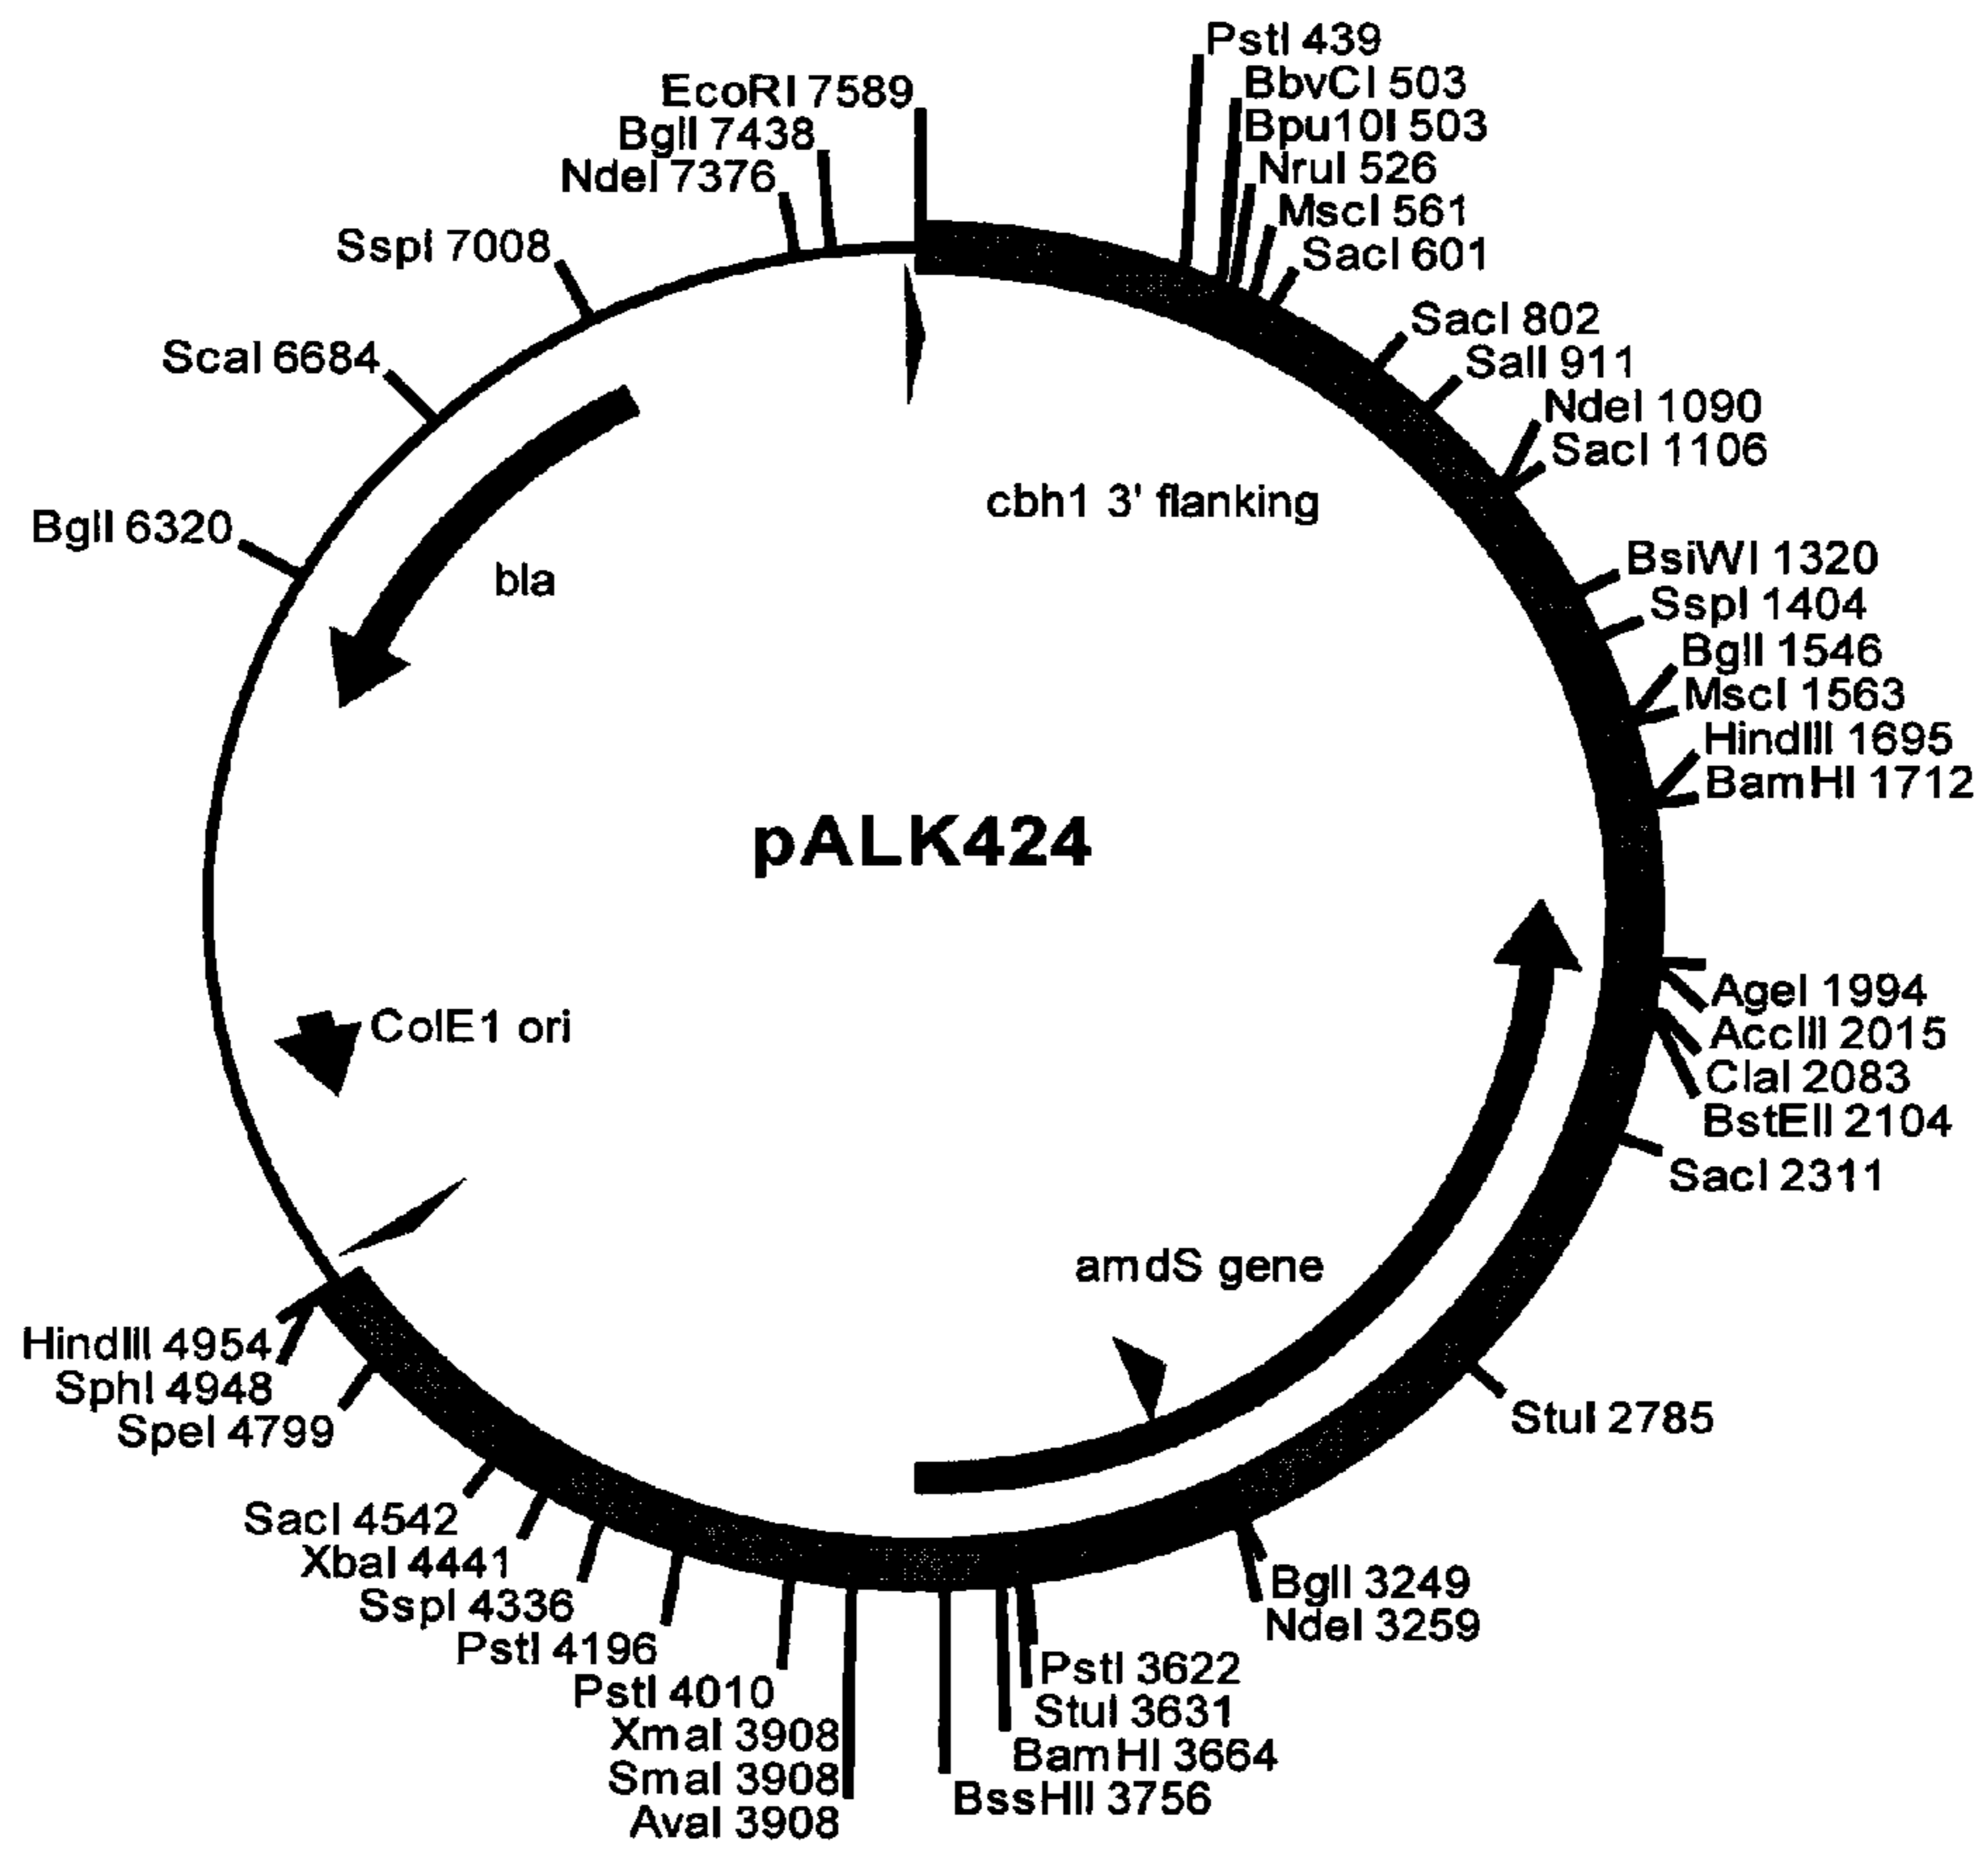 PstI 439
BbvCI 503
Bpu10I 503
NruI 526
MscI 561
SacI 601
SacI 802
SalI 911
NdeI 1090
SacI 1106
BsiWI 1320
SspI 1404
BglI 1546
MscI 1563
HindIII 1695
BamHI 1712
AgeI 1994
AccIII 2015
ClaI 2083
BstEII 2104
SacI 2311
StuI 2785
BglI 3249
NdeI 3259
PstI 3622
StuI 3631
BamHI 3664
BssHII 3756
XmaI 3908
SmaI 3908
AvaI 3908
PstI 4010
PstI 4196
SspI 4336
XbaI 4441
SacI 4542
SpeI 4799
SphI 4948
HindIII 4954
BglI 6320
ScaI 6684
SspI 7008
NdeI 7376
BglI 7438
EcoRI 7589
cbh1 3' flanking
bla
pALK424
ColE1 ori
amdS gene